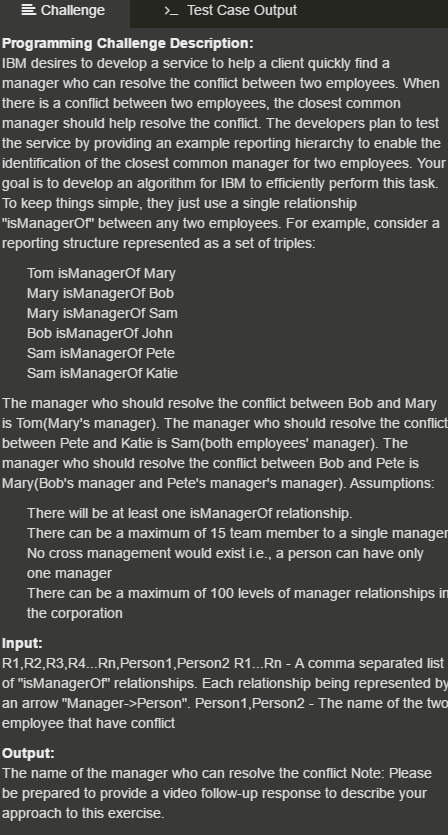 Challenge
>_ Test Case Output
Programming Challenge Description:
IBM desires to develop a service to help a client quickly find a
manager who can resolve the conflict between two employees. When
there is a conflict between two employees, the closest common
manager should help resolve the conflict. The developers plan to test
the service by providing an example reporting hierarchy to enable the
identification of the closest common manager for two employees. Your
goal is to develop an algorithm for IBM to efficiently perform this task.
To keep things simple, they just use a single relationship
"isManagerOf" between any two employees. For example, consider a
reporting structure represented as a set of triples:
Tom isManagerOf Mary
Mary isManagerOf Bob
Mary isManagerOf Sam
Bob isManagerOf John
Sam isManagerOf Pete
Sam isManagerOf Katie
The manager who should resolve the conflict between Bob and Mary
is Tom(Mary's manager). The manager who should resolve the conflict
between Pete and Katie is Sam(both employees' manager). The
manager who should resolve the conflict between Bob and Pete is
Mary(Bob's manager and Pete's manager's manager). Assumptions:
There will be at least one isManagerOf relationship.
There can be a maximum of 15 team member to a single manager
No cross management would exist i.e., a person can have only
one manager
There can be a maximum of 100 levels of manager relationships in
the corporation
Input:
R1,R2,R3,R4...Rn,Person1,Person2 R1...Rn - A comma separated list
of "isManagerOf" relationships. Each relationship being represented by
an arrow "Manager->Person". Person1,Person2 - The name of the two
employee that have conflict
Output:
The name of the manager who can resolve the conflict Note: Please
be prepared to provide a video follow-up response to describe your
approach to this exercise.